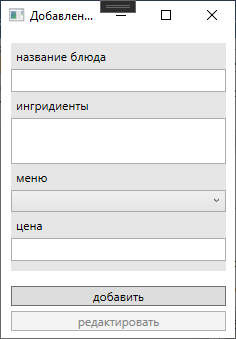 Добавлен...
название блюда
ингридиенты
меню
цена
добавить
редактировать